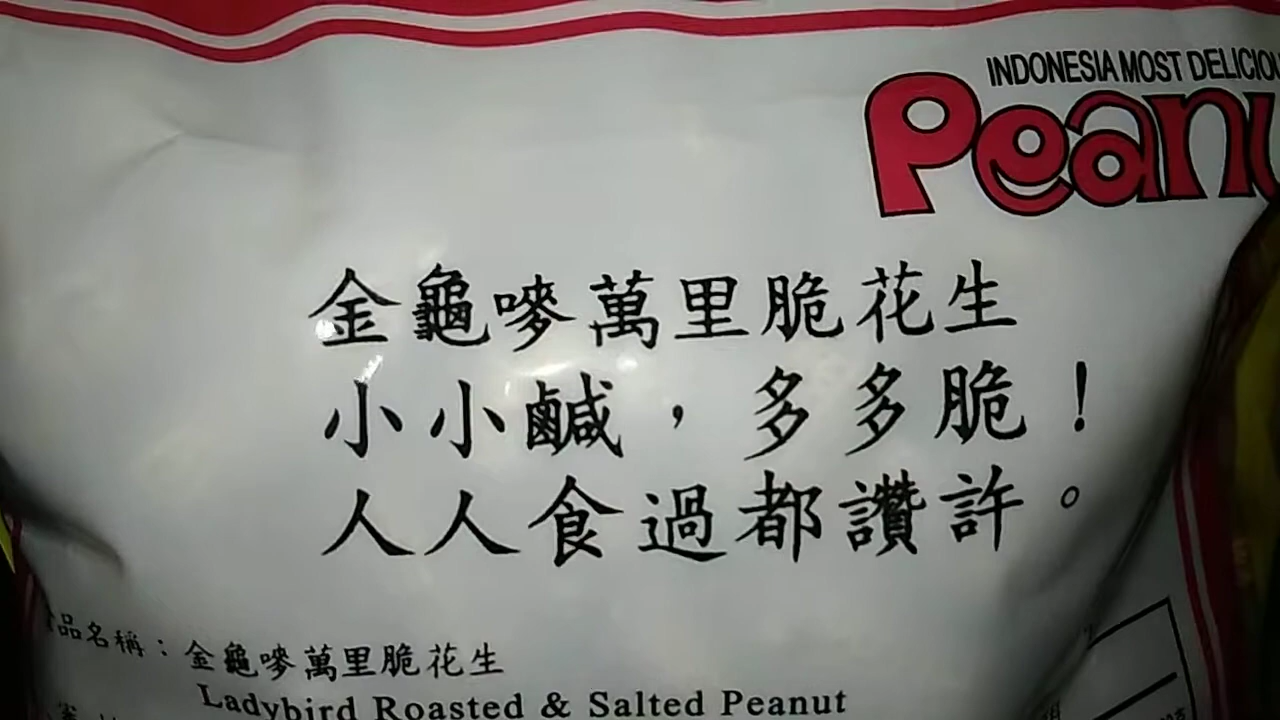 INDONESIA MOST DELICIOU
Peanu
金龜嘜萬里脆花生
小小鹹，多多脆！
人人食過都讚許。
食品名稱：金龜嘜萬里脆花生
Ladybird Roasted & Salted Peanut